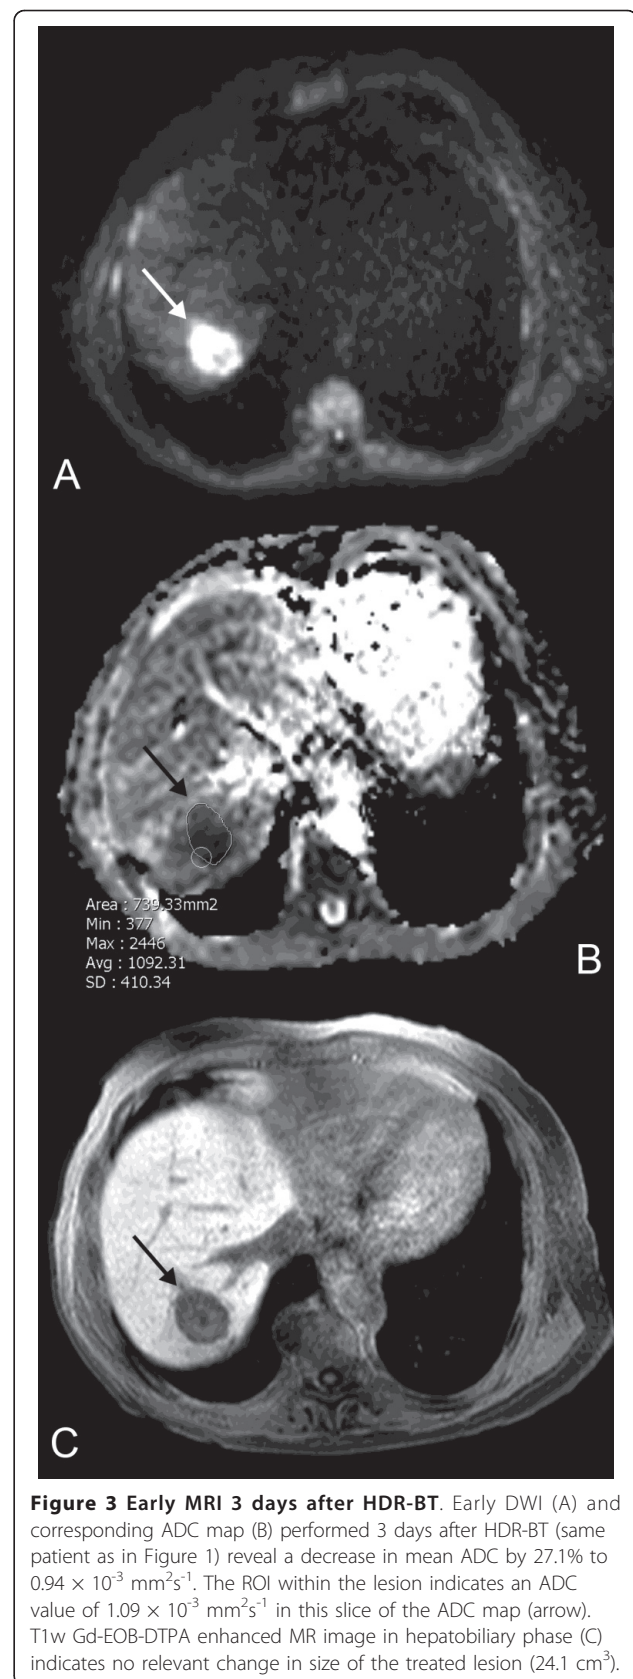 A
Area : 739.33mm2
Min : 377
Max : 2446
Avg : 1092.31
SD : 410.34
B
C
Figure 3 Early MRI 3 days after HDR-BT. Early DWI (A) and
corresponding ADC map (B) performed 3 days after HDR-BT (same
patient as in Figure 1) reveal a decrease in mean ADC by 27.1% to
0.94 × 10⁻³ mm²s⁻¹. The ROI within the lesion indicates an ADC
value of 1.09 × 10⁻³ mm²s⁻¹ in this slice of the ADC map (arrow).
T1w Gd-EOB-DTPA enhanced MR image in hepatobiliary phase (C)
indicates no relevant change in size of the treated lesion (24.1 cm³).